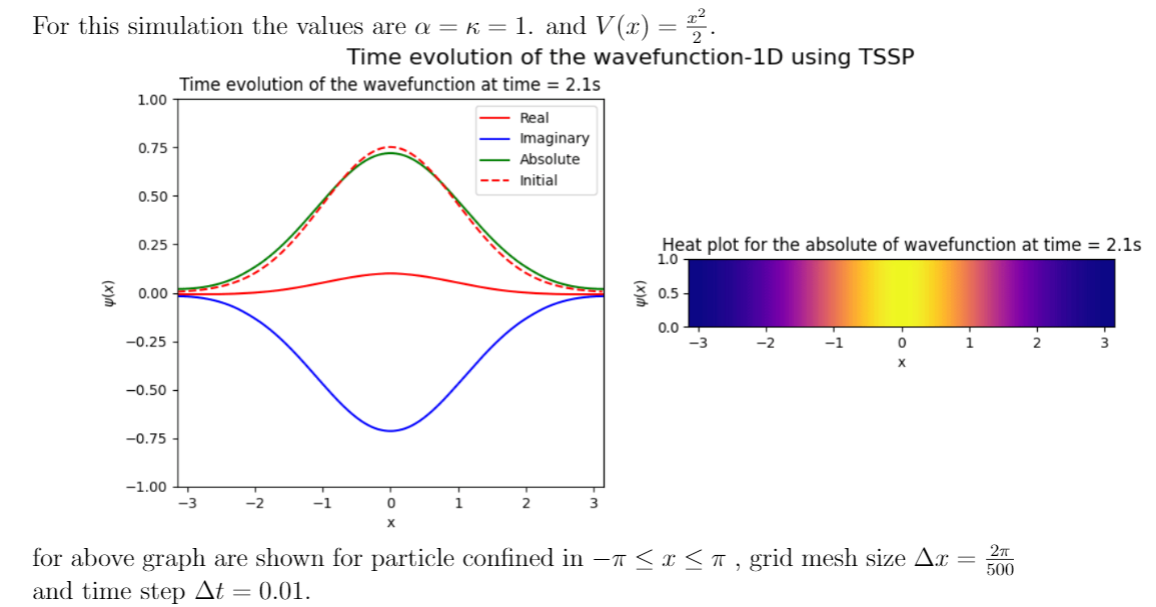 For this simulation the values are α = κ = 1. and V(x) = x²/2.
Time evolution of the wavefunction-1D using TSSP
Time evolution of the wavefunction at time = 2.1s
1.00
0.75
0.50
0.25
0.00
−0.25
−0.50
−0.75
−1.00
ψ(x)
Real
Imaginary
Absolute
Initial
−3 −2 −1 0 1 2 3
x
Heat plot for the absolute of wavefunction at time = 2.1s
1.0
0.5
0.0
ψ(x)
−3 −2 −1 0 1 2 3
x
for above graph are shown for particle confined in −π ≤ x ≤ π , grid mesh size Δx = 2π/500
and time step Δt = 0.01.